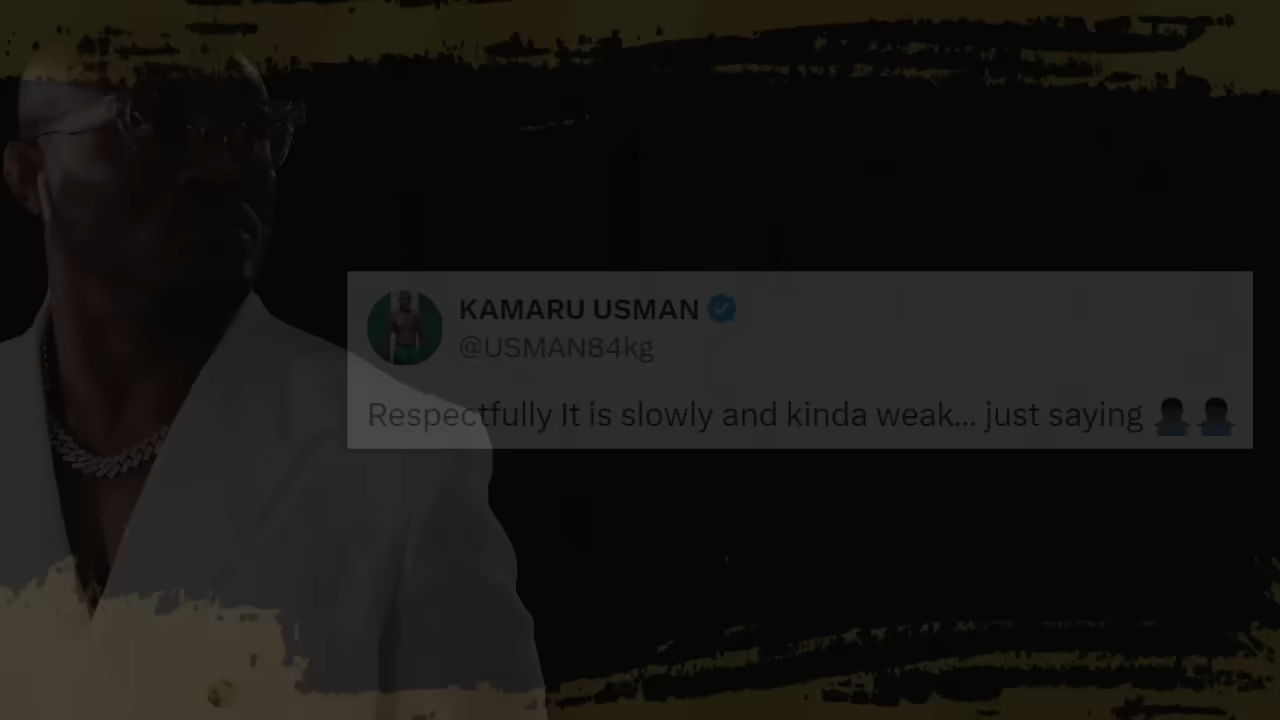 KAMARU USMAN
@USMAN84kg
Respectfully It is slowly and kinda weak... just saying 👤👤